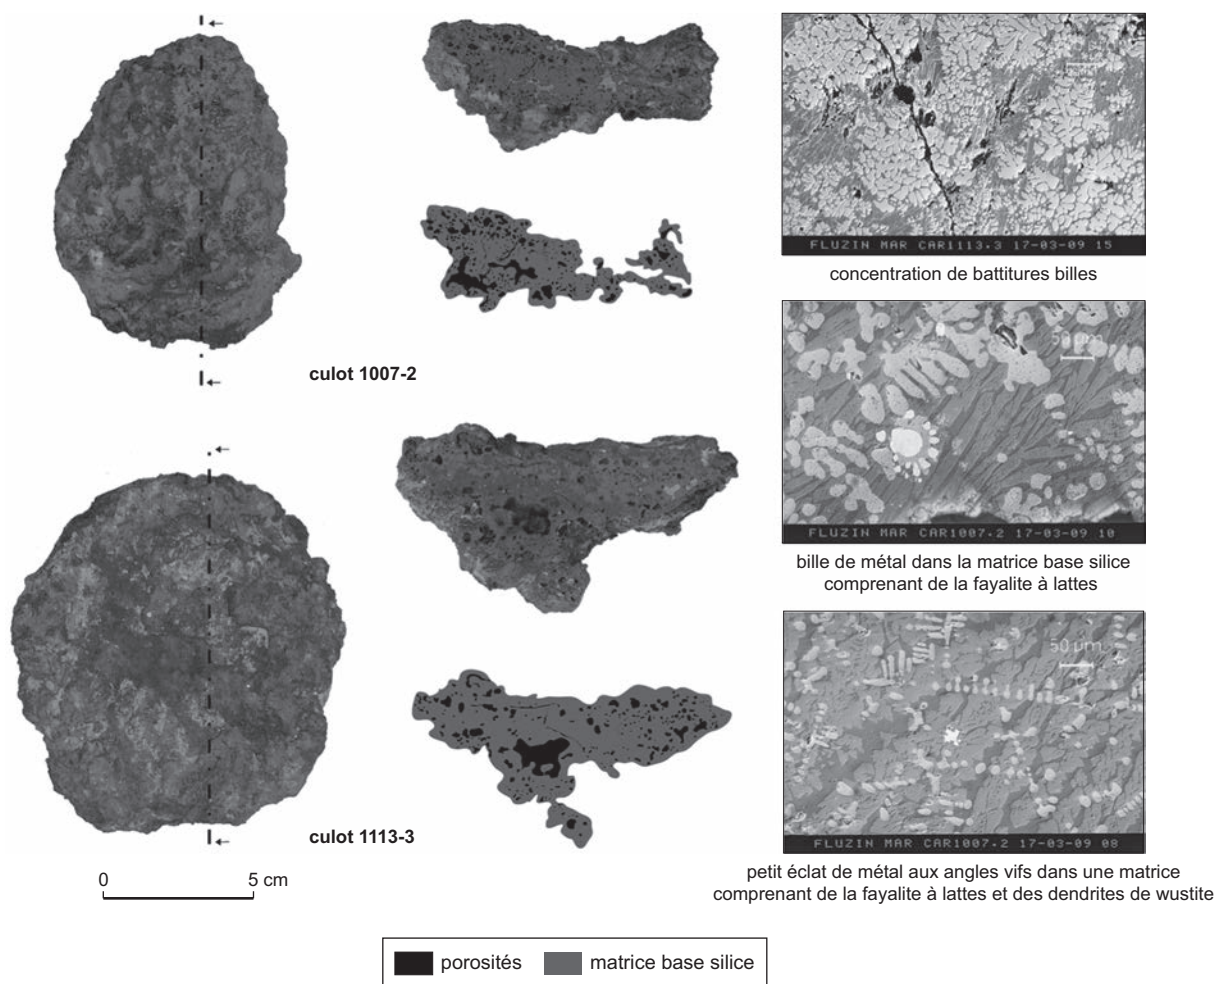 culot 1007-2
culot 1113-3
0 5 cm
FLUZIN MAR CAR1113.3 17-03-09 15
concentration de battitures billes
50 µm
FLUZIN MAR CAR1007.2 17-03-09 10
bille de métal dans la matrice base silice
comprenant de la fayalite à lattes
50 µm
FLUZIN MAR CAR1007.2 17-03-09 08
petit éclat de métal aux angles vifs dans une matrice
comprenant de la fayalite à lattes et des dendrites de wustite
porosités matrice base silice